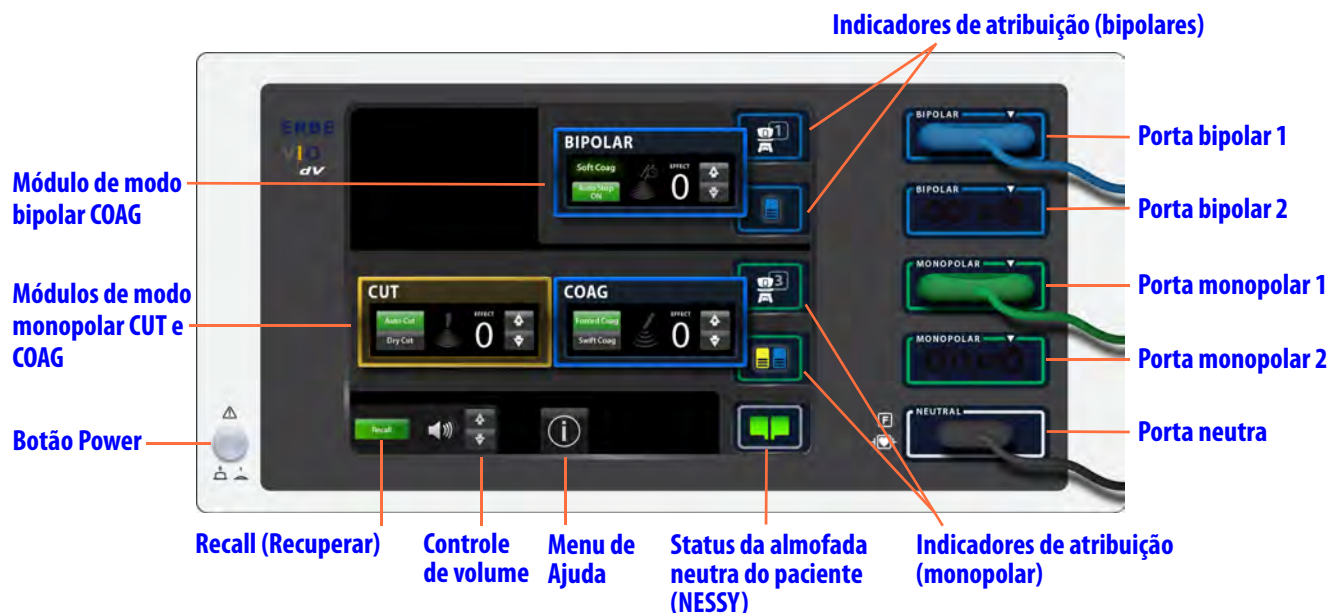 Indicadores de atribuição (bipolares)
ERBE
VIO
dV
BIPOLAR
Soft Coag
Auto Stop
ON
EFFECT
0
1
BIPOLAR
Porta bipolar 1
Módulo de modo
bipolar COAG
BIPOLAR
Porta bipolar 2
Módulos de modo
monopolar CUT e
COAG
CUT
Auto Cut
Dry Cut
EFFECT
0
COAG
Forced Coag
Swift Coag
EFFECT
0
3
MONOPOLAR
Porta monopolar 1
MONOPOLAR
Porta monopolar 2
Botão Power
Recall
i
F
NEUTRAL
Porta neutra
Recall (Recuperar)
Controle
de volume
Menu de
Ajuda
Status da almofada
neutra do paciente
(NESSY)
Indicadores de atribuição
(monopolar)